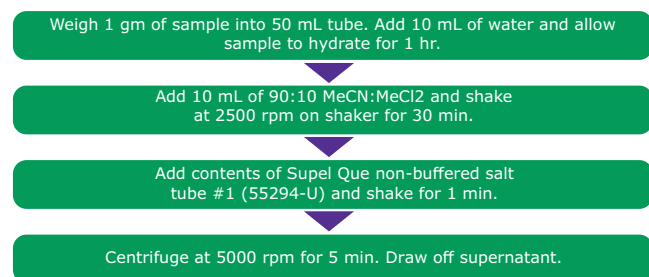 Weigh 1 gm of sample into 50 mL tube. Add 10 mL of water and allow
sample to hydrate for 1 hr.
Add 10 mL of 90:10 MeCN:MeCl2 and shake
at 2500 rpm on shaker for 30 min.
Add contents of Supel Que non-buffered salt
tube #1 (55294-U) and shake for 1 min.
Centrifuge at 5000 rpm for 5 min. Draw off supernatant.